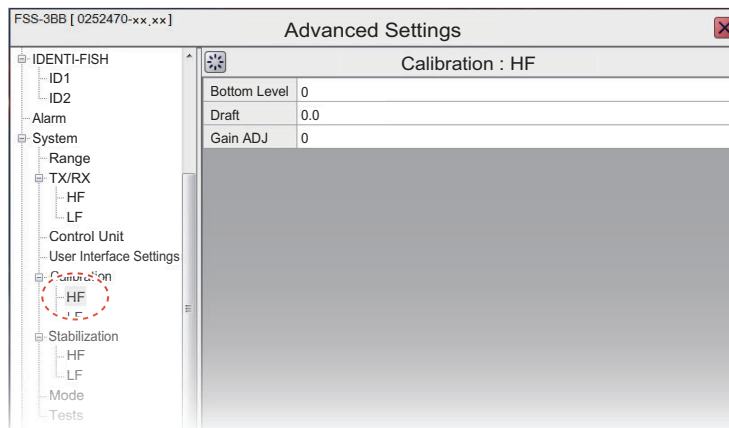 FSS-3BB [ 0252470-xx.xx]
Advanced Settings
IDENTI-FISH
ID1
ID2
Alarm
System
Range
TX/RX
HF
LF
Control Unit
User Interface Settings
Calibration
HF
LF
Stabilization
HF
LF
Mode
Tests
Calibration : HF
Bottom Level 0
Draft 0.0
Gain ADJ 0